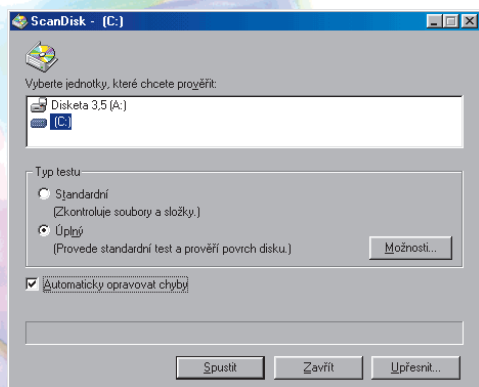 ScanDisk - (C:)
Vyberte jednotky, které chcete prověřit:
Disketa 3,5 (A:)
(C:)
Typ testu
Standardní
(Zkontroluje soubory a složky.)
Úplný
(Provede standardní test a prověří povrch disku.)
Možnosti...
Automaticky opravovat chyby
Spustit
Zavřít
Upřesnit...